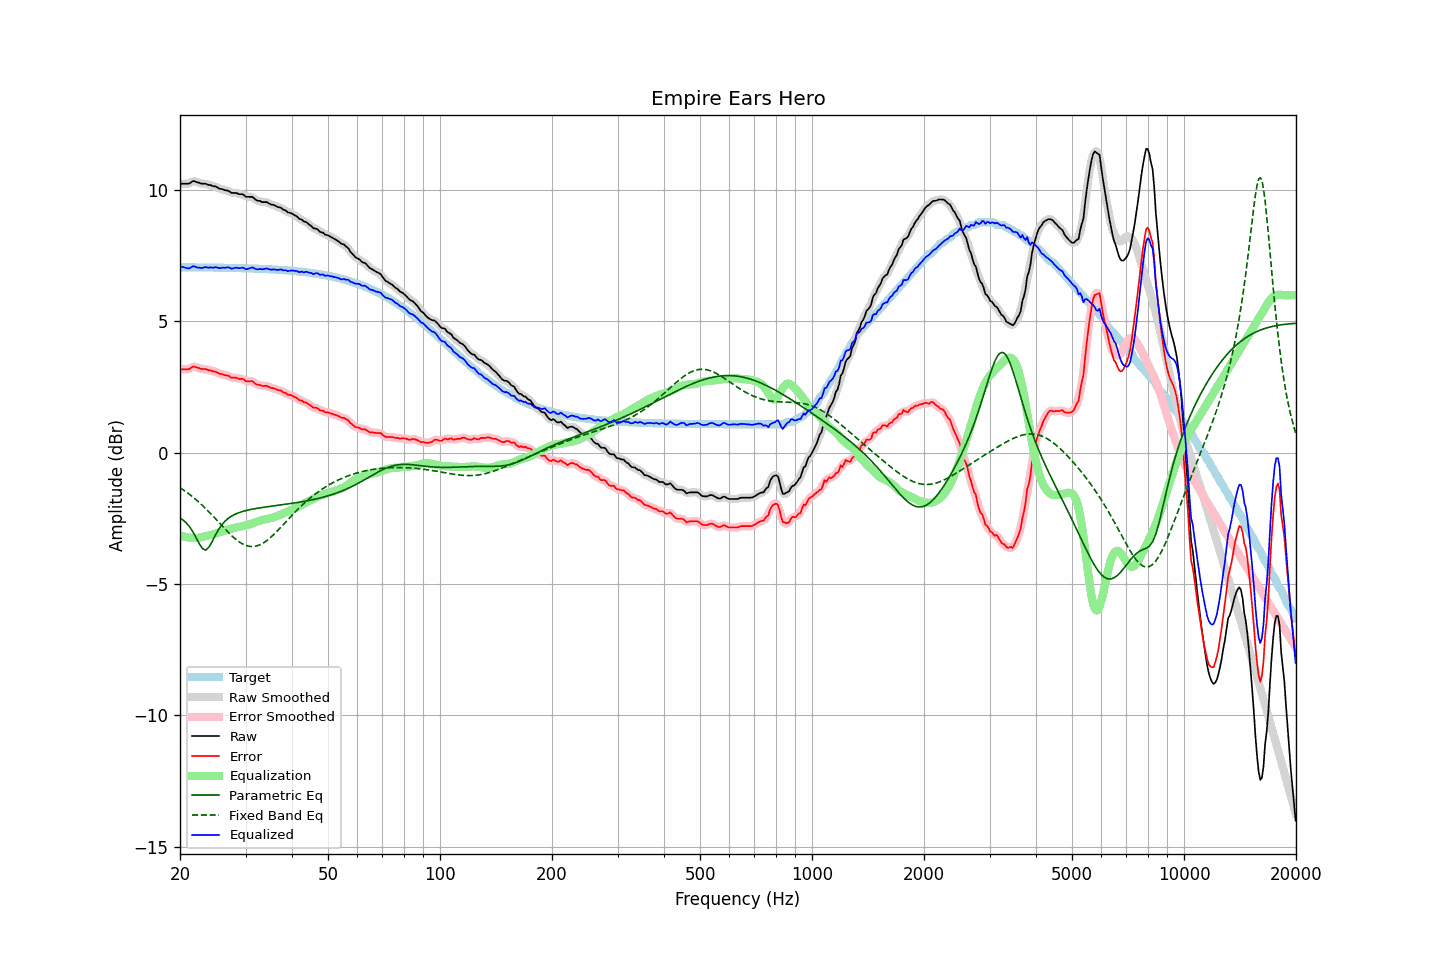 Empire Ears Hero
Amplitude (dBr)
10
5
0
−5
−10
−15
Target
Raw Smoothed
Error Smoothed
Raw
Error
Equalization
Parametric Eq
Fixed Band Eq
Equalized
20 50 100 200 500 1000 2000 5000 10000 20000
Frequency (Hz)